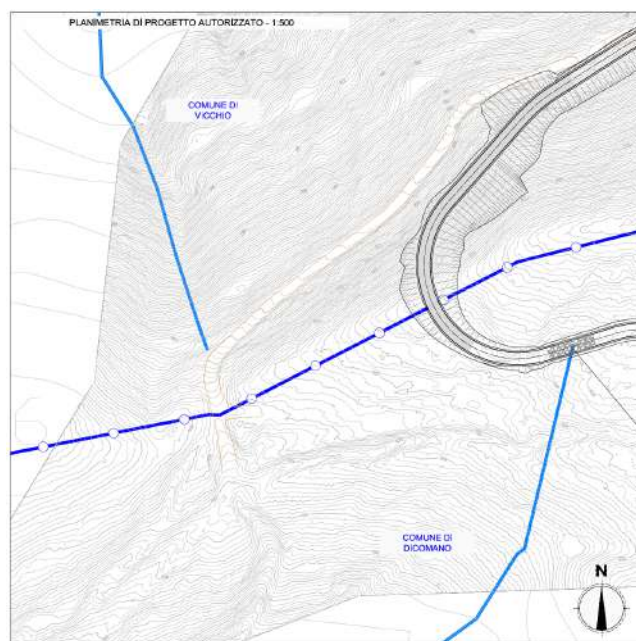 PLANIMETRIA DI PROGETTO AUTORIZZATO - 1:500
COMUNE DI
VICCHIO
COMUNE DI
DICOMANO
N